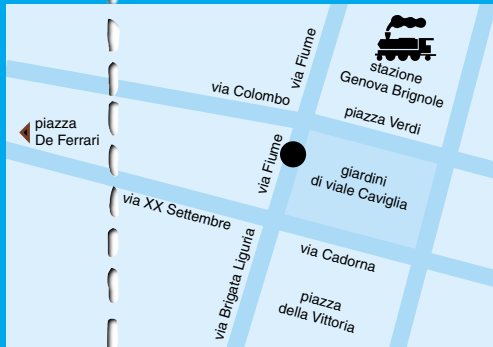 via Fiume
stazione
Genova Brignole
via Colombo
piazza Verdi
piazza
De Ferrari
via Fiume
giardini
di viale Caviglia
via XX Settembre
via Brigata Liguria
via Cadorna
piazza
della Vittoria